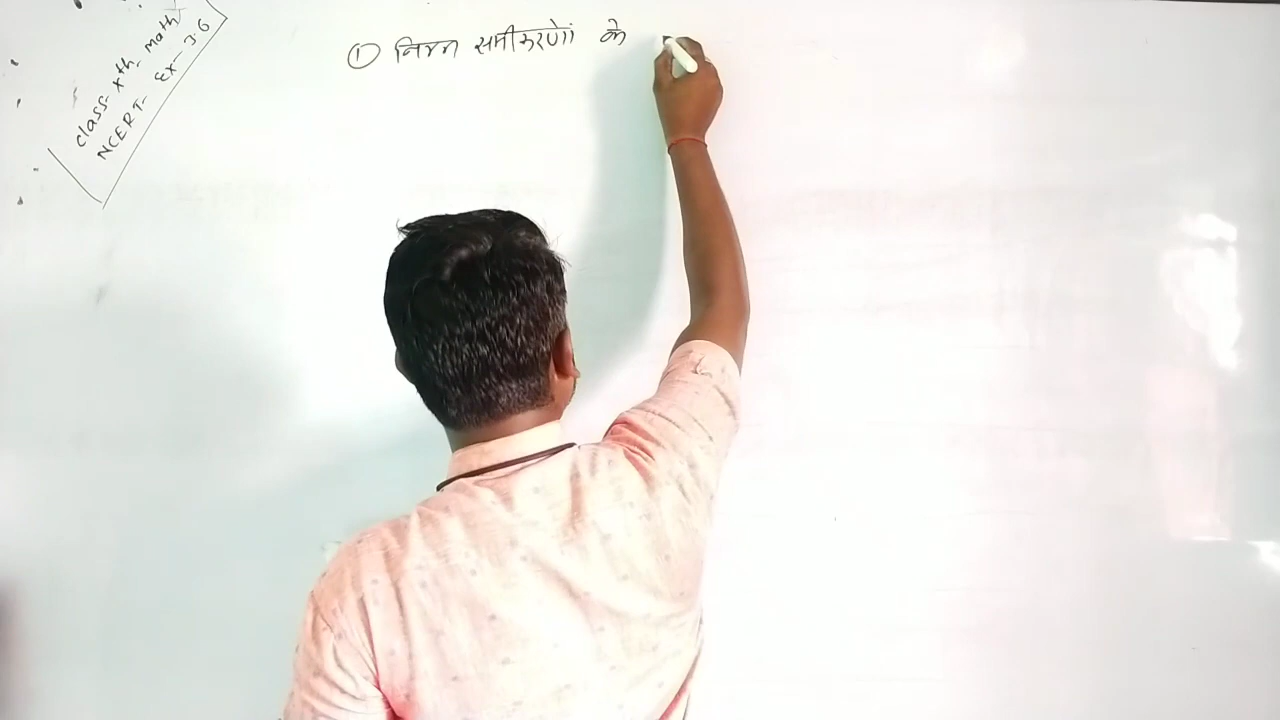 class- xth- math
NCERT- Ex- 3.6
① निम्न समीकरणों के